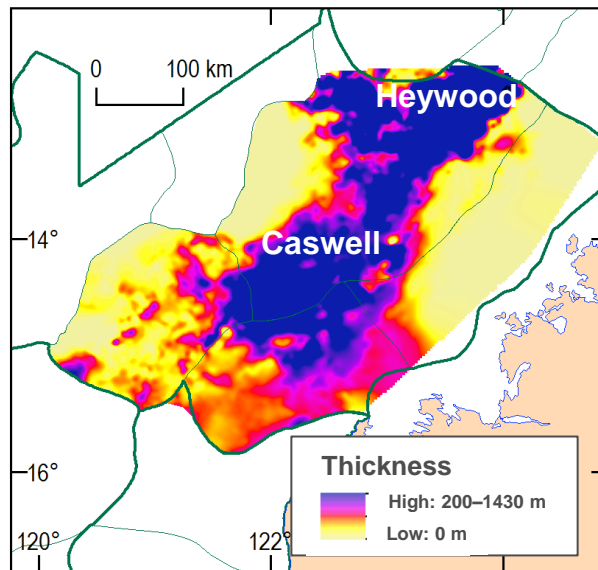 0 100 km
Heywood
Caswell
-14°
-16°
120°
122°
Thickness
High: 200–1430 m
Low: 0 m